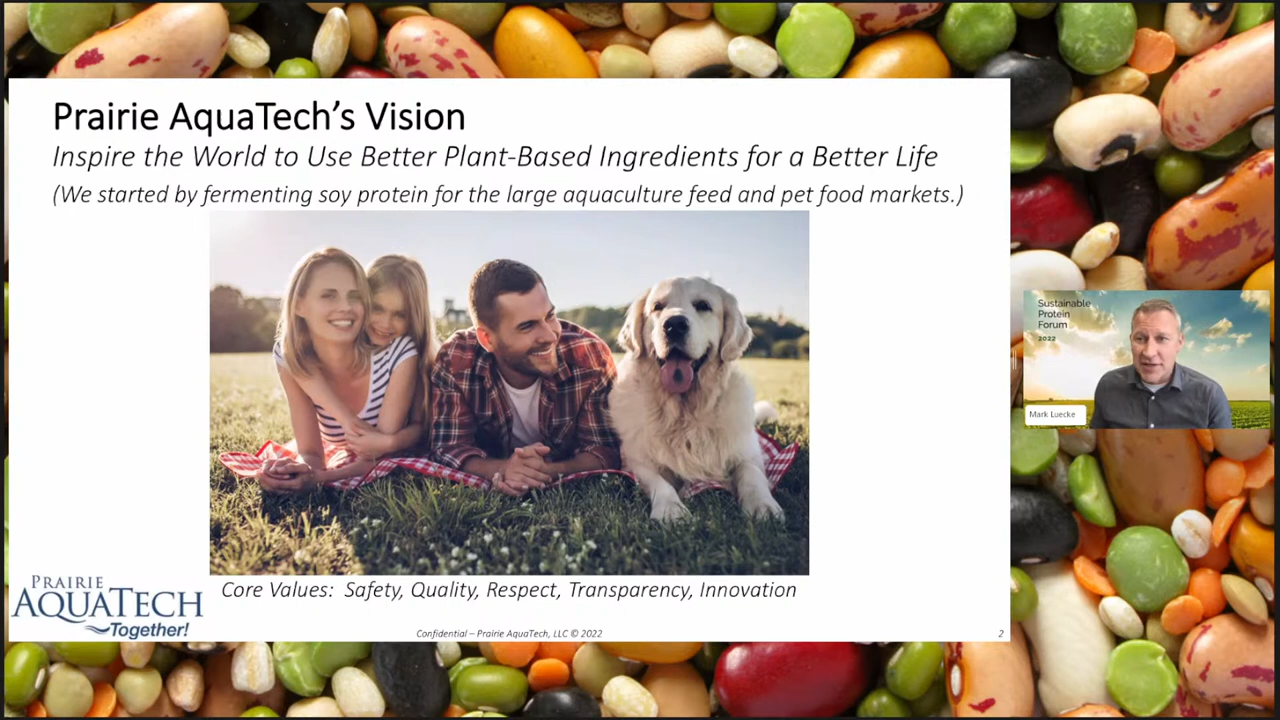 Prairie AquaTech's Vision
Inspire the World to Use Better Plant-Based Ingredients for a Better Life
(We started by fermenting soy protein for the large aquaculture feed and pet food markets.)
Sustainable
Protein
Forum
2022
Mark Luecke
Core Values: Safety, Quality, Respect, Transparency, Innovation
PRAIRIE
AQUATECH
Together!
Confidential – Prairie AquaTech, LLC © 2022
2